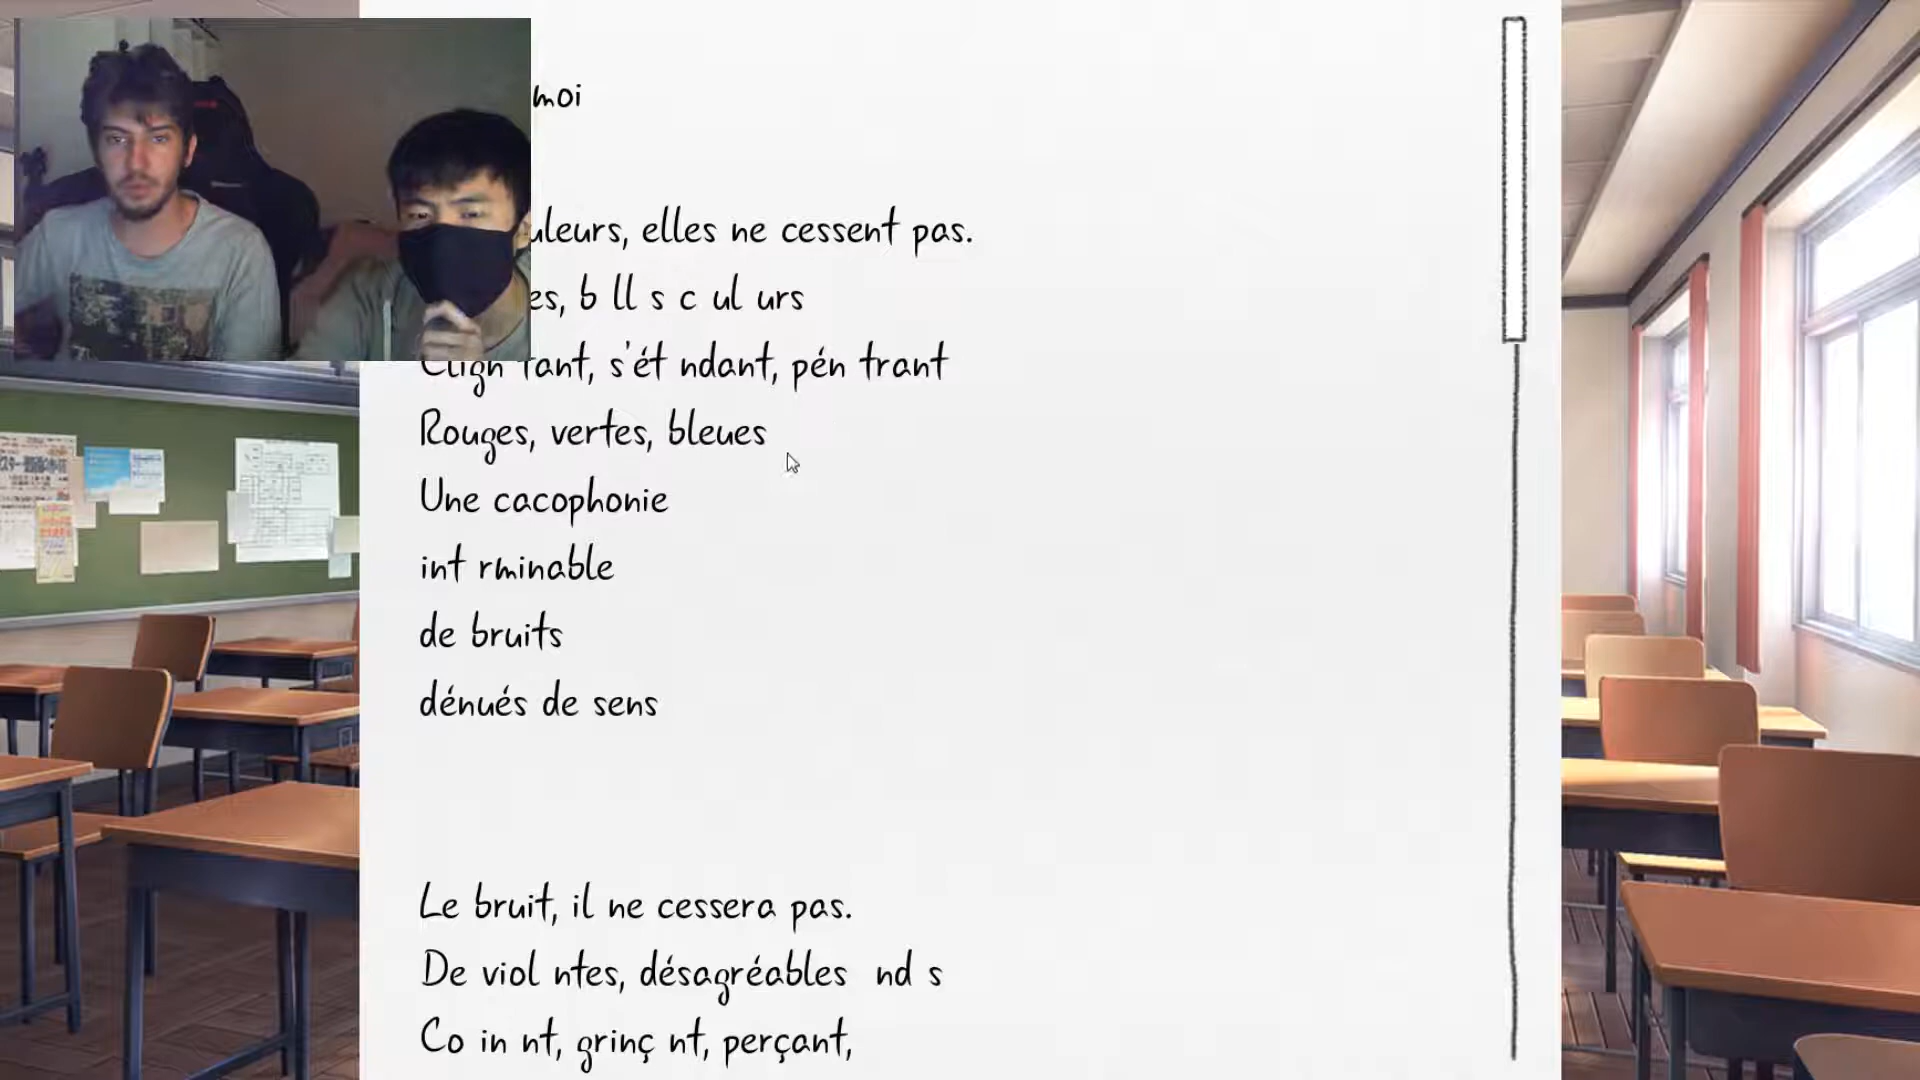 moi
uleurs, elles ne cessent pas.
es, b ll s c ul urs
Clign tant, s'ét ndant, pén trant
Rouges, vertes, bleues
Une cacophonie
int rminable
de bruits
dénués de sens
Le bruit, il ne cessera pas.
De viol ntes, désagréables nd s
Co in nt, grinç nt, perçant,